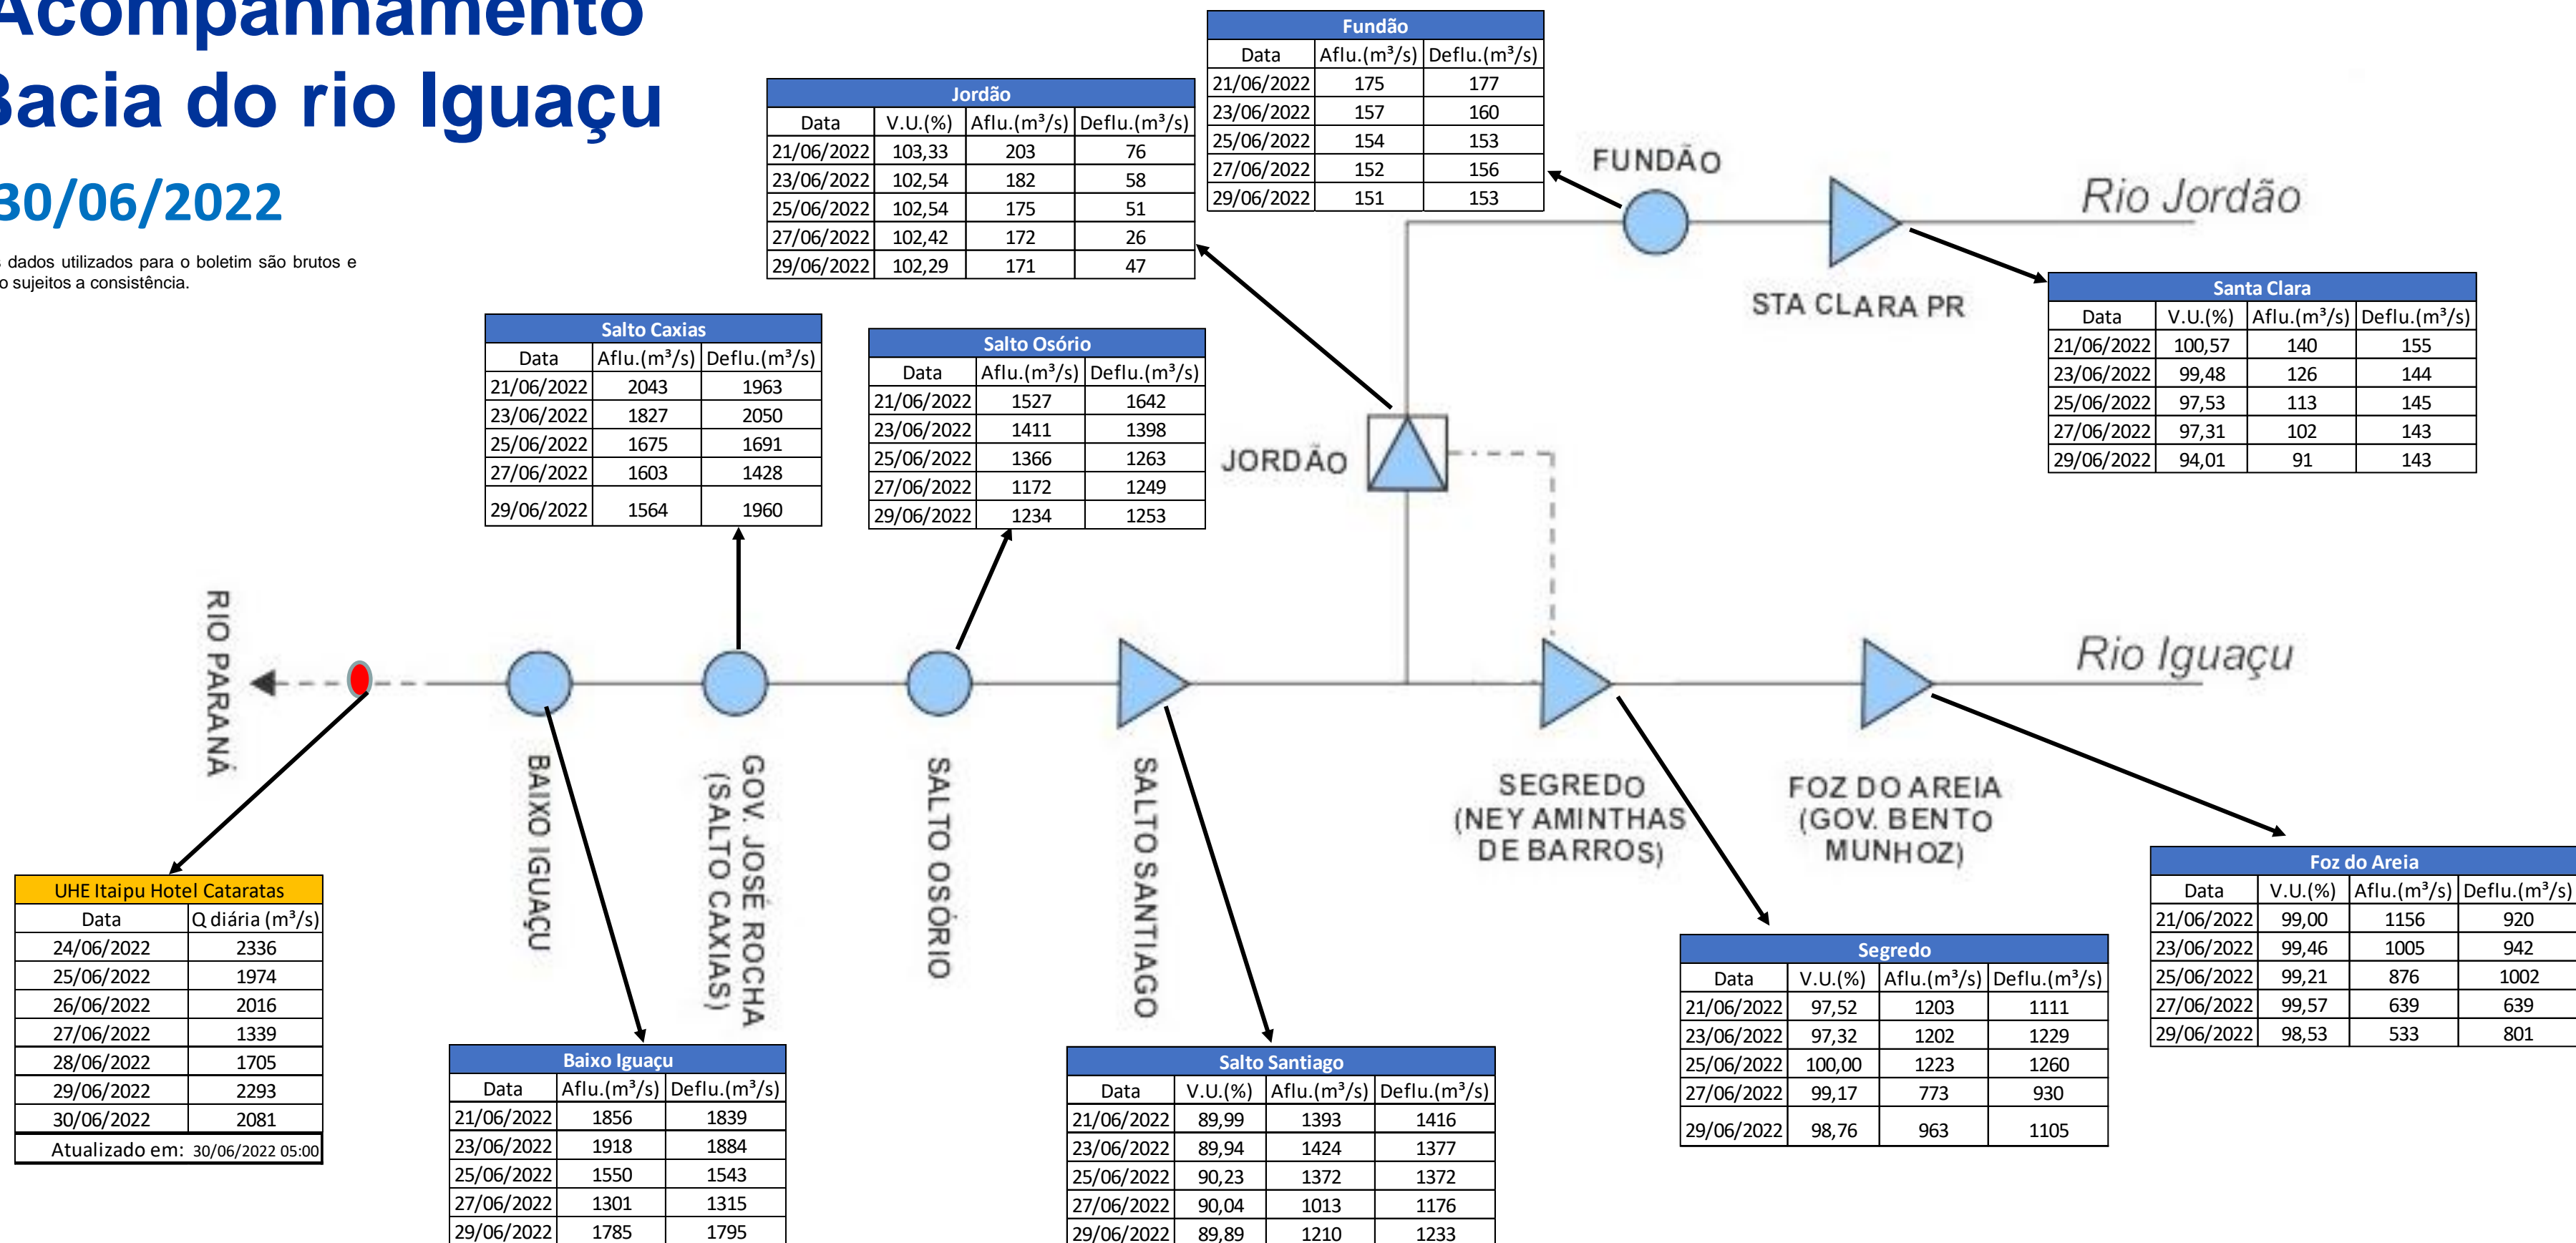 Acompanhamento
Bacia do rio Iguaçu
30/06/2022
s dados utilizados para o boletim são brutos e
o sujeitos a consistência.
Fundão
Data Aflu.(m³/s) Deflu.(m³/s)
21/06/2022 175 177
23/06/2022 157 160
25/06/2022 154 153
27/06/2022 152 156
29/06/2022 151 153
Jordão
Data V.U.(%) Aflu.(m³/s) Deflu.(m³/s)
21/06/2022 103,33 203 76
23/06/2022 102,54 182 58
25/06/2022 102,54 175 51
27/06/2022 102,42 172 26
29/06/2022 102,29 171 47
FUNDÃO
Rio Jordão
STA CLARA PR
Santa Clara
Data V.U.(%) Aflu.(m³/s) Deflu.(m³/s)
21/06/2022 100,57 140 155
23/06/2022 99,48 126 144
25/06/2022 97,53 113 145
27/06/2022 97,31 102 143
29/06/2022 94,01 91 143
Salto Caxias
Data Aflu.(m³/s) Deflu.(m³/s)
21/06/2022 2043 1963
23/06/2022 1827 2050
25/06/2022 1675 1691
27/06/2022 1603 1428
29/06/2022 1564 1960
Salto Osório
Data Aflu.(m³/s) Deflu.(m³/s)
21/06/2022 1527 1642
23/06/2022 1411 1398
25/06/2022 1366 1263
27/06/2022 1172 1249
29/06/2022 1234 1253
JORDÃO
RIO PARANÁ
Rio Iguaçu
BAIXO IGUAÇU
GOV. JOSÉ ROCHA
(SALTO CAXIAS)
SALTO OSÓRIO
SALTO SANTIAGO
SEGREDO
(NEY AMINTHAS
DE BARROS)
FOZ DO AREIA
(GOV. BENTO
MUNHOZ)
UHE Itaipu Hotel Cataratas
Data Q diária (m³/s)
24/06/2022 2336
25/06/2022 1974
26/06/2022 2016
27/06/2022 1339
28/06/2022 1705
29/06/2022 2293
30/06/2022 2081
Atualizado em: 30/06/2022 05:00
Baixo Iguaçu
Data Aflu.(m³/s) Deflu.(m³/s)
21/06/2022 1856 1839
23/06/2022 1918 1884
25/06/2022 1550 1543
27/06/2022 1301 1315
29/06/2022 1785 1795
Salto Santiago
Data V.U.(%) Aflu.(m³/s) Deflu.(m³/s)
21/06/2022 89,99 1393 1416
23/06/2022 89,94 1424 1377
25/06/2022 90,23 1372 1372
27/06/2022 90,04 1013 1176
29/06/2022 89,89 1210 1233
Segredo
Data V.U.(%) Aflu.(m³/s) Deflu.(m³/s)
21/06/2022 97,52 1203 1111
23/06/2022 97,32 1202 1229
25/06/2022 100,00 1223 1260
27/06/2022 99,17 773 930
29/06/2022 98,76 963 1105
Foz do Areia
Data V.U.(%) Aflu.(m³/s) Deflu.(m³/s)
21/06/2022 99,00 1156 920
23/06/2022 99,46 1005 942
25/06/2022 99,21 876 1002
27/06/2022 99,57 639 639
29/06/2022 98,53 533 801